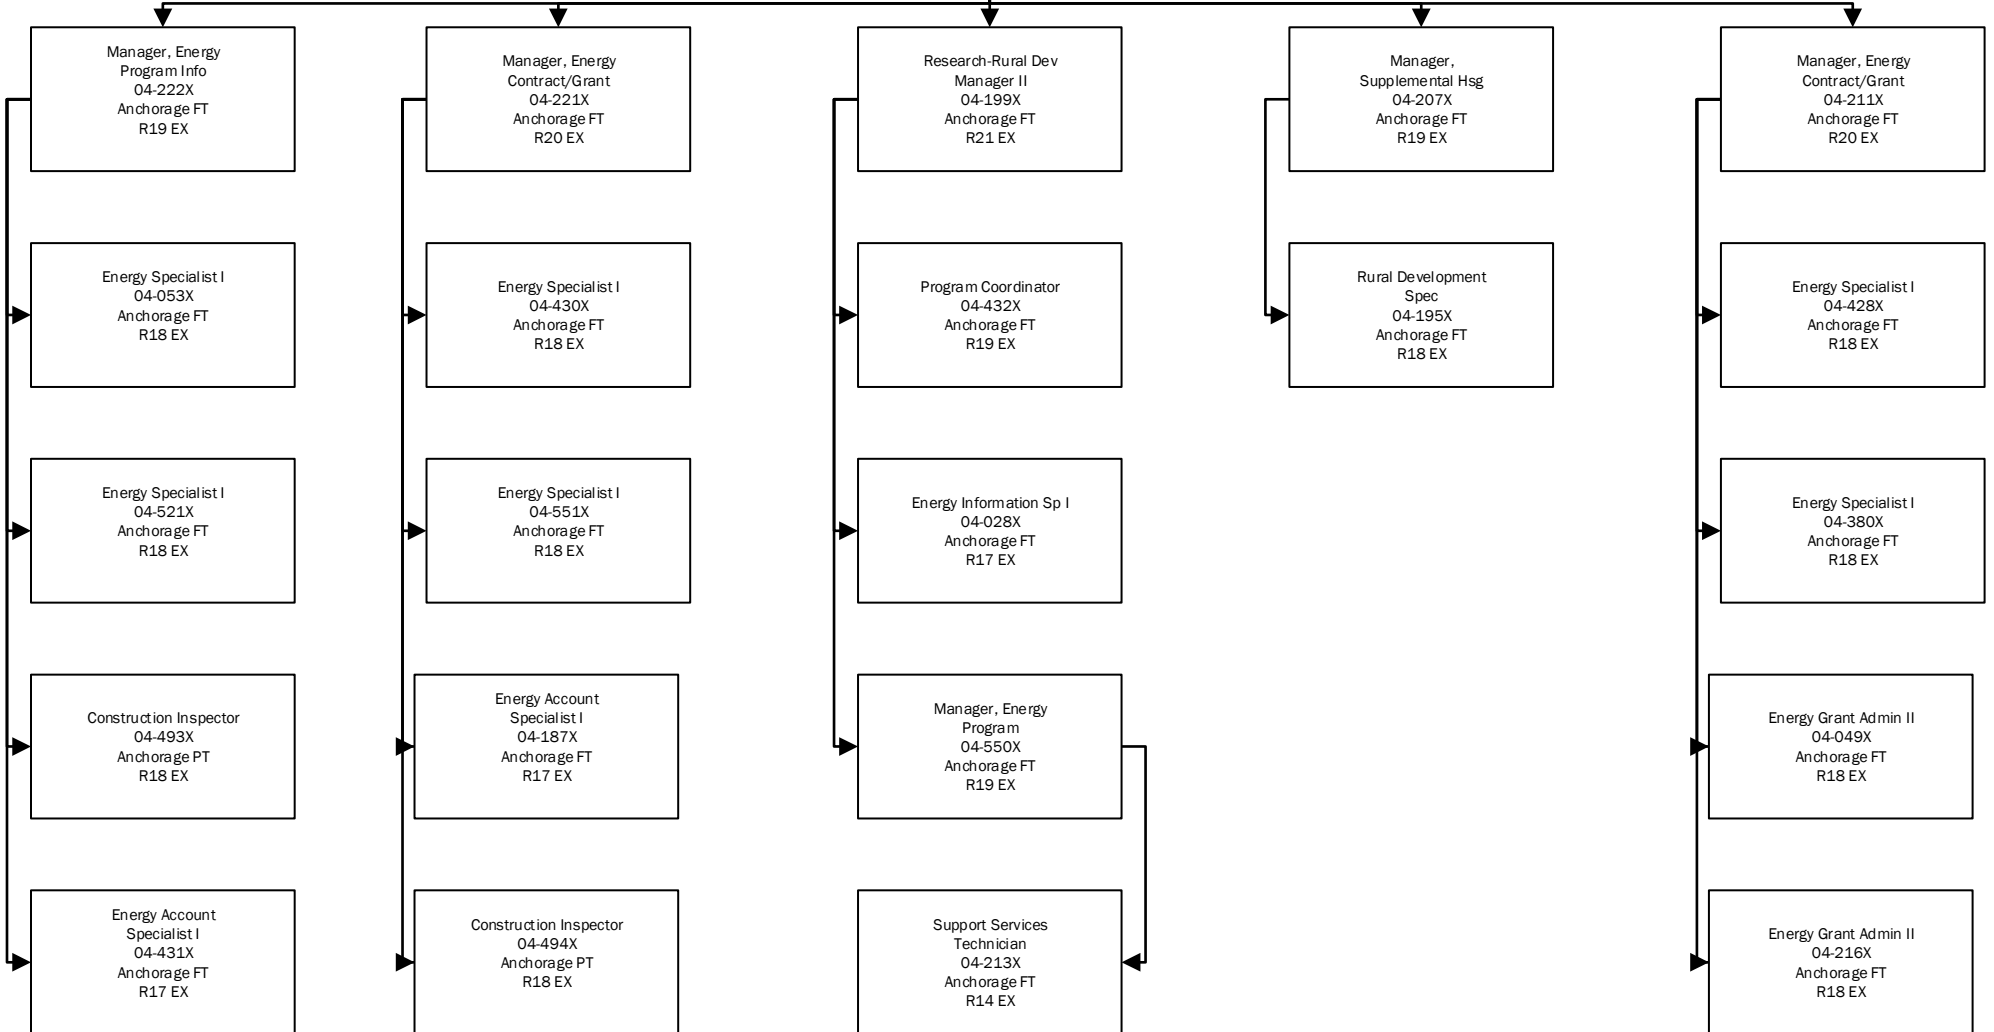 Manager, Energy
Program Info
04-222X
Anchorage FT
R19 EX
Manager, Energy
Contract/Grant
04-221X
Anchorage FT
R20 EX
Research-Rural Dev
Manager II
04-199X
Anchorage FT
R21 EX
Manager,
Supplemental Hsg
04-207X
Anchorage FT
R19 EX
Manager, Energy
Contract/Grant
04-211X
Anchorage FT
R20 EX
Energy Specialist I
04-053X
Anchorage FT
R18 EX
Energy Specialist I
04-430X
Anchorage FT
R18 EX
Program Coordinator
04-432X
Anchorage FT
R19 EX
Rural Development
Spec
04-195X
Anchorage FT
R18 EX
Energy Specialist I
04-428X
Anchorage FT
R18 EX
Energy Specialist I
04-521X
Anchorage FT
R18 EX
Energy Specialist I
04-551X
Anchorage FT
R18 EX
Energy Information Sp I
04-028X
Anchorage FT
R17 EX
Energy Specialist I
04-380X
Anchorage FT
R18 EX
Construction Inspector
04-493X
Anchorage PT
R18 EX
Energy Account
Specialist I
04-187X
Anchorage FT
R17 EX
Manager, Energy
Program
04-550X
Anchorage FT
R19 EX
Energy Grant Admin II
04-049X
Anchorage FT
R18 EX
Energy Account
Specialist I
04-431X
Anchorage FT
R17 EX
Construction Inspector
04-494X
Anchorage PT
R18 EX
Support Services
Technician
04-213X
Anchorage FT
R14 EX
Energy Grant Admin II
04-216X
Anchorage FT
R18 EX